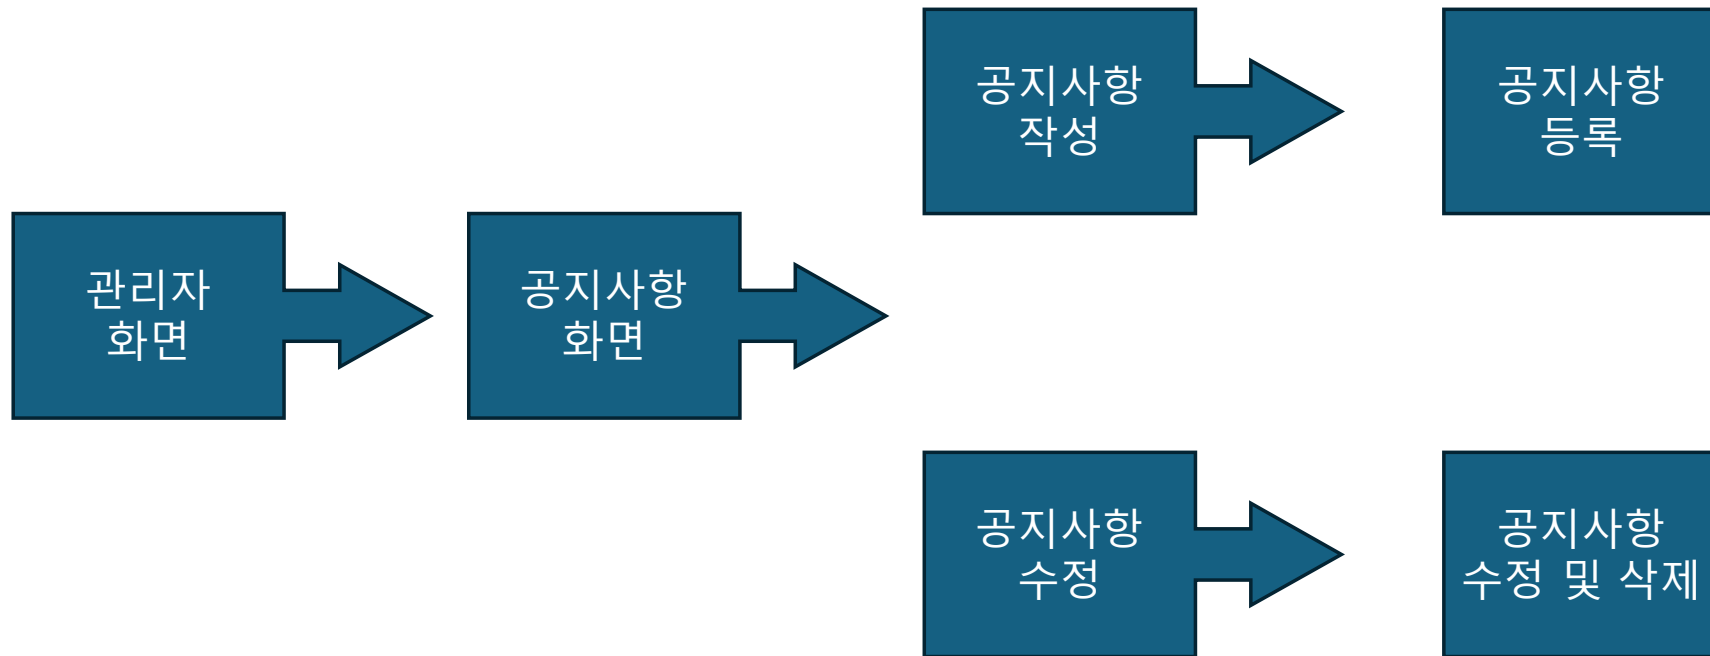 관리자
화면
공지사항
화면
공지사항
작성
공지사항
등록
공지사항
수정
공지사항
수정 및 삭제